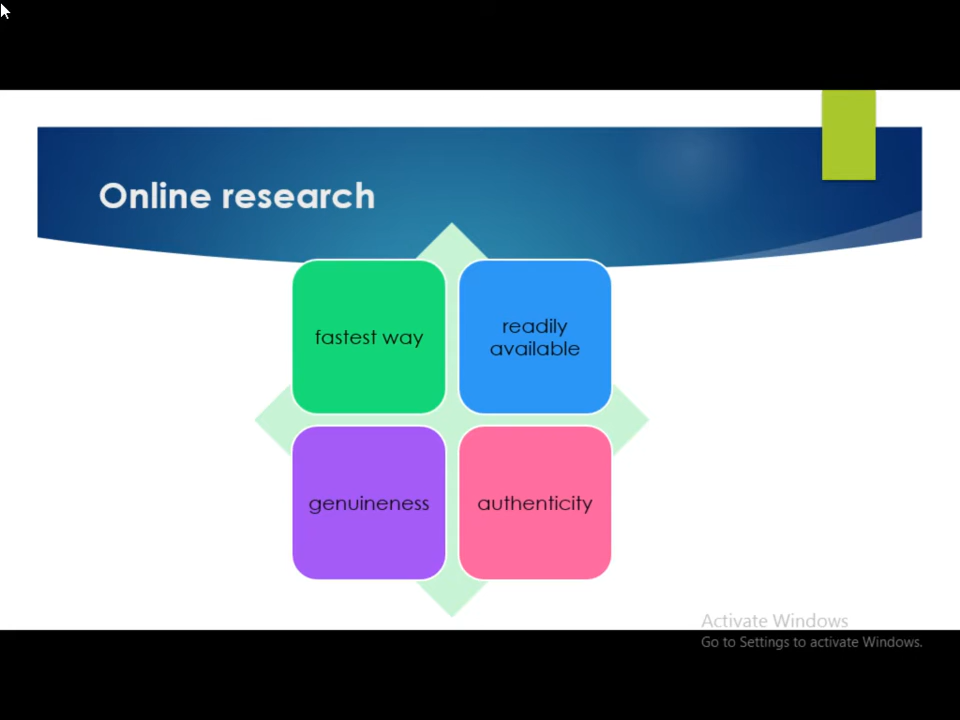 Online research
fastest way
readily
available
genuineness
authenticity
Activate Windows
Go to Settings to activate Windows.